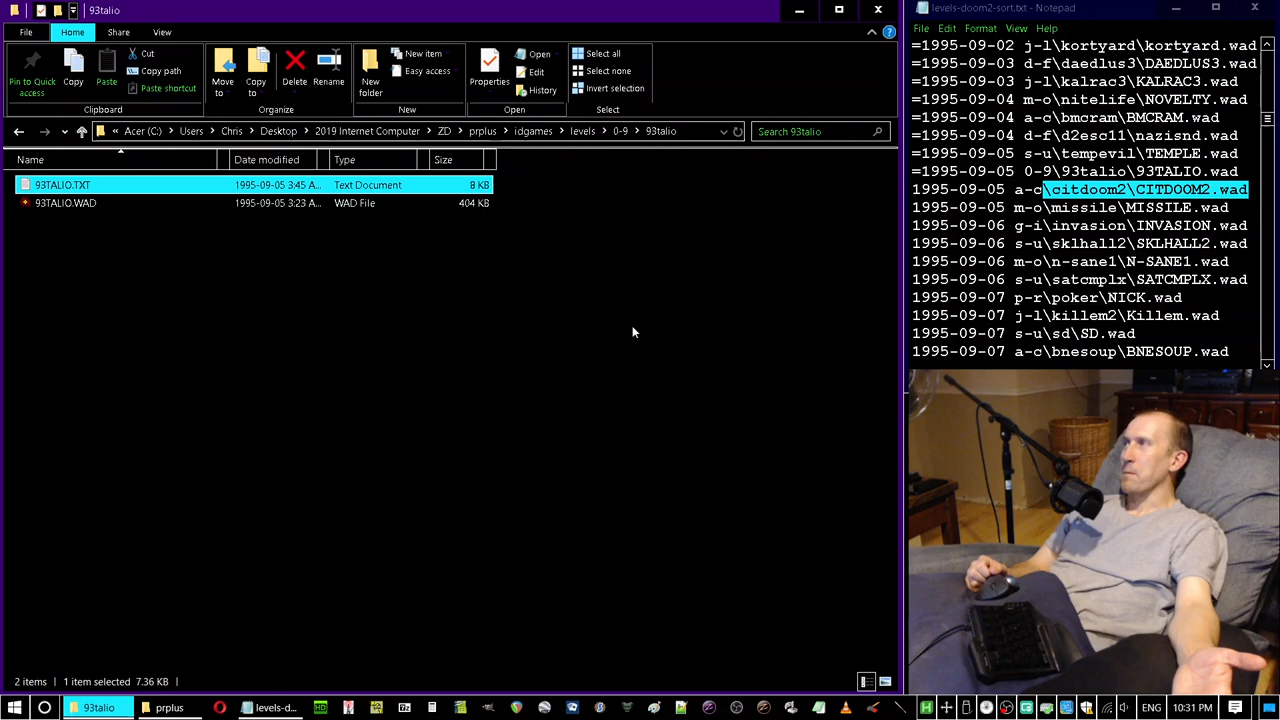 93talio
File Home Share View
Pin to Quick access
Copy
Paste
Cut
Copy path
Paste shortcut
Clipboard
Move to
Copy to
Delete
Rename
Organize
New folder
New item
Easy access
New
Properties
Open
Edit
History
Open
Select all
Select none
Invert selection
Select
« Acer (C:) › Users › Chris › Desktop › 2019 Internet Computer › ZD › prplus › idgames › levels › 0-9 › 93talio
Search 93talio
Name Date modified Type Size
93TALIO.TXT 1995-09-05 3:45 A... Text Document 8 KB
93TALIO.WAD 1995-09-05 3:23 A... WAD File 404 KB
2 items 1 item selected 7.36 KB
levels-doom2-sort.txt - Notepad
File Edit Format View Help
=1995-09-02 j-l\kortyard\kortyard.wad
=1995-09-03 d-f\daedlus3\DAEDLUS3.wad
=1995-09-03 j-l\kalrac3\KALRAC3.wad
=1995-09-04 m-o\nitelife\NOVELTY.wad
=1995-09-04 a-c\bmcram\BMCRAM.wad
=1995-09-04 d-f\d2esc11\nazisnd.wad
=1995-09-05 s-u\tempevil\TEMPLE.wad
=1995-09-05 0-9\93talio\93TALIO.wad
1995-09-05 a-c\citdoom2\CITDOOM2.wad
1995-09-05 m-o\missile\MISSILE.wad
1995-09-06 g-i\invasion\INVASION.wad
1995-09-06 s-u\sklhall2\SKLHALL2.wad
1995-09-06 m-o\n-sane1\N-SANE1.wad
1995-09-06 s-u\satcmplx\SATCMPLX.wad
1995-09-07 p-r\poker\NICK.wad
1995-09-07 j-l\killem2\Killem.wad
1995-09-07 s-u\sd\SD.wad
1995-09-07 a-c\bnesoup\BNESOUP.wad
93talio
prplus
levels-d...
ENG
10:31 PM